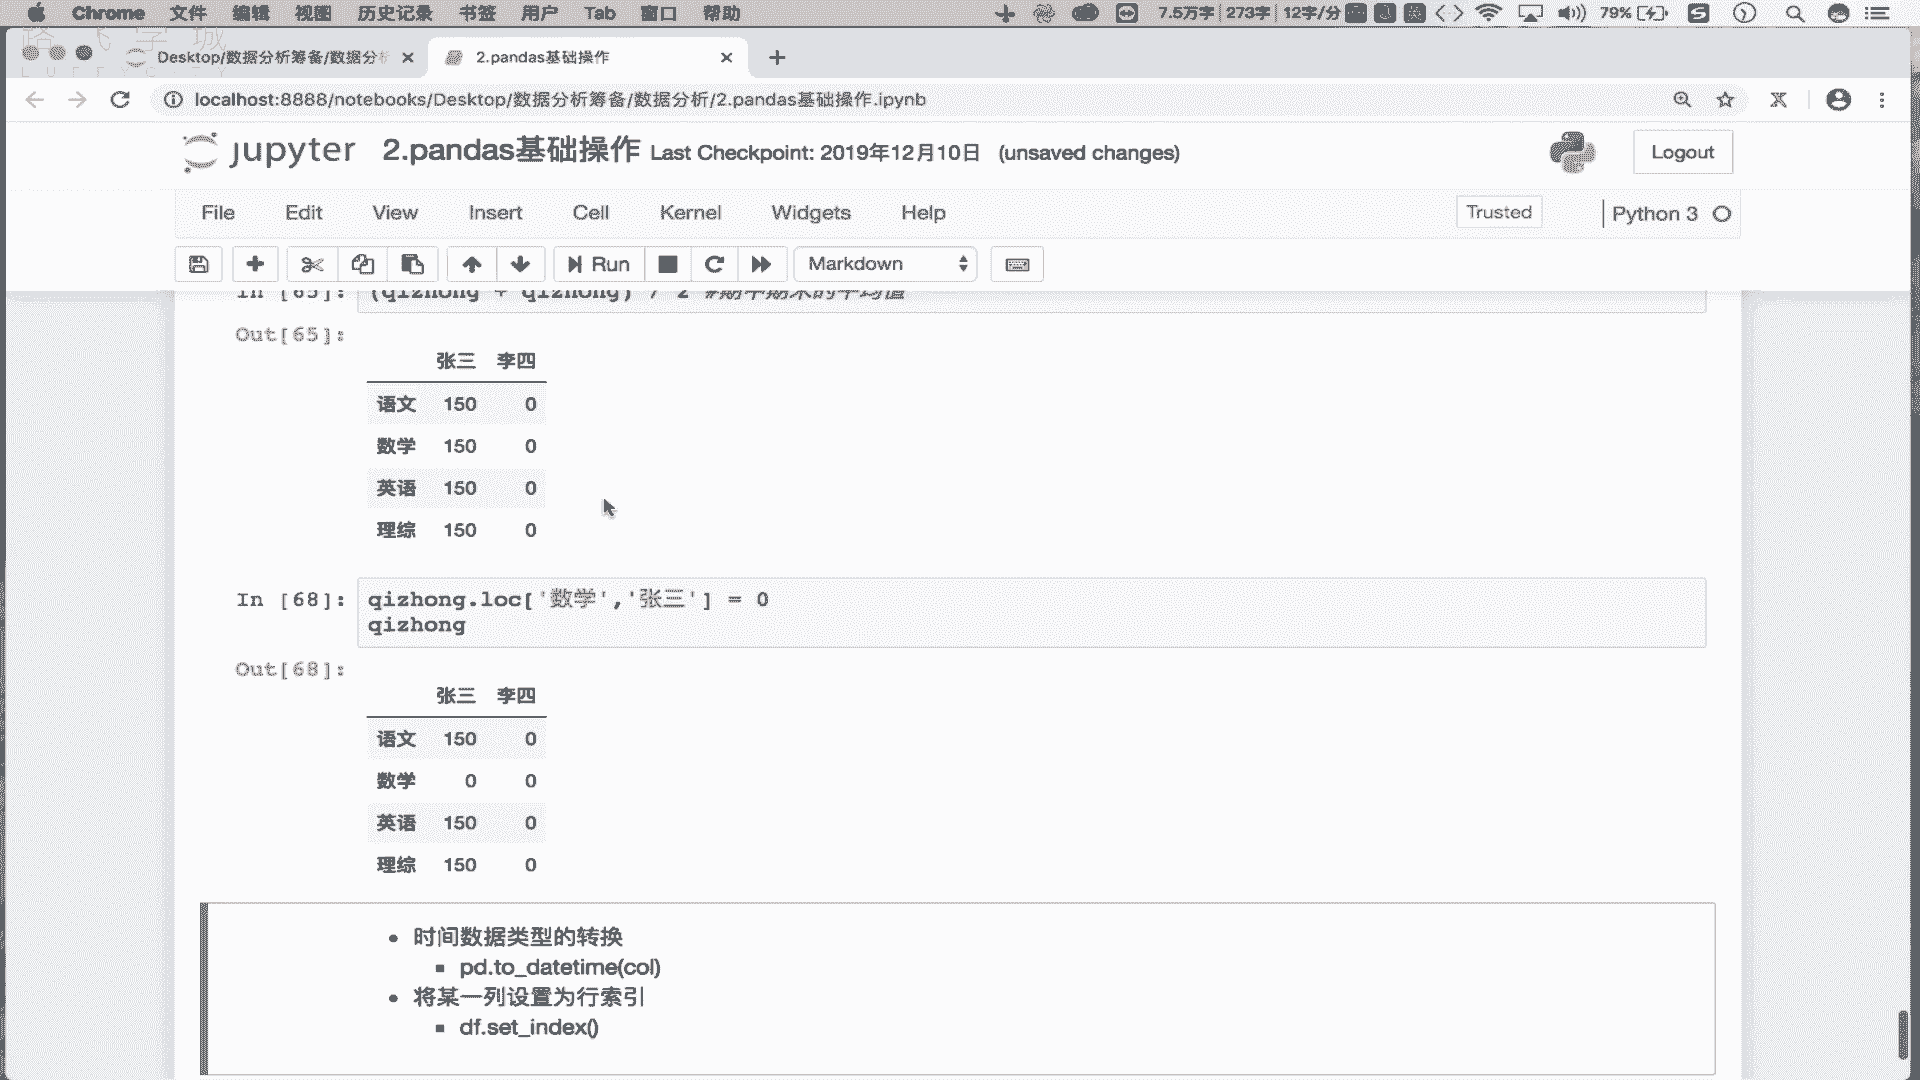 Chrome 文件 编辑 视图 历史记录 书签 用户 Tab 窗口 帮助 7.5万字 273字 12字/分 79%
Desktop/数据分析筹备/数据分析
2.pandas基础操作
localhost:8888/notebooks/Desktop/数据分析筹备/数据分析/2.pandas基础操作.ipynb
jupyter 2.pandas基础操作 Last Checkpoint: 2019年12月10日 (unsaved changes)
Logout
File Edit View Insert Cell Kernel Widgets Help
Trusted
Python 3
Run
Markdown
In [65]: (qizhong + qizhong) / 2 #期中期末的平均值
Out[65]:
张三 李四
语文 150 0
数学 150 0
英语 150 0
理综 150 0
In [68]: qizhong.loc['数学','张三'] = 0
qizhong
Out[68]:
张三 李四
语文 150 0
数学 0 0
英语 150 0
理综 150 0
时间数据类型的转换
pd.to_datetime(col)
将某一列设置为行索引
df.set_index()